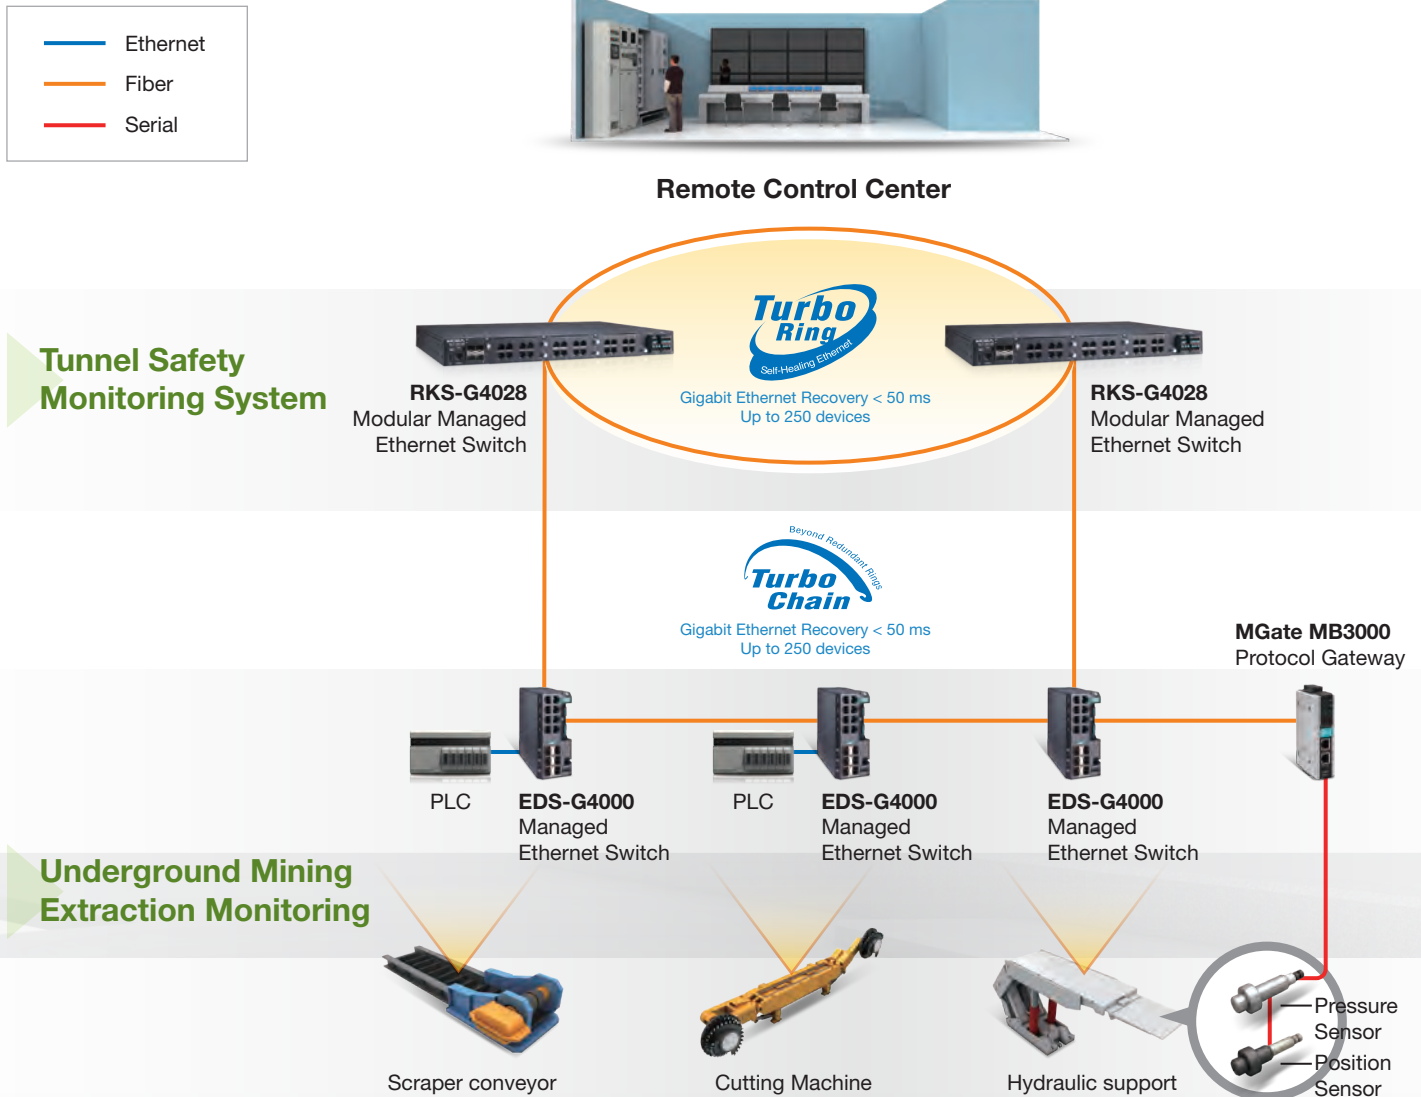 Ethernet
Fiber
Serial
Remote Control Center
Turbo
Ring
Self-Healing Ethernet
Gigabit Ethernet Recovery < 50 ms
Up to 250 devices
Tunnel Safety
Monitoring System
RKS-G4028
Modular Managed
Ethernet Switch
RKS-G4028
Modular Managed
Ethernet Switch
Beyond Redundant Rings
Turbo
Chain
Gigabit Ethernet Recovery < 50 ms
Up to 250 devices
MGate MB3000
Protocol Gateway
PLC
EDS-G4000
Managed
Ethernet Switch
PLC
EDS-G4000
Managed
Ethernet Switch
EDS-G4000
Managed
Ethernet Switch
Underground Mining
Extraction Monitoring
Scraper conveyor
Cutting Machine
Hydraulic support
Pressure
Sensor
Position
Sensor